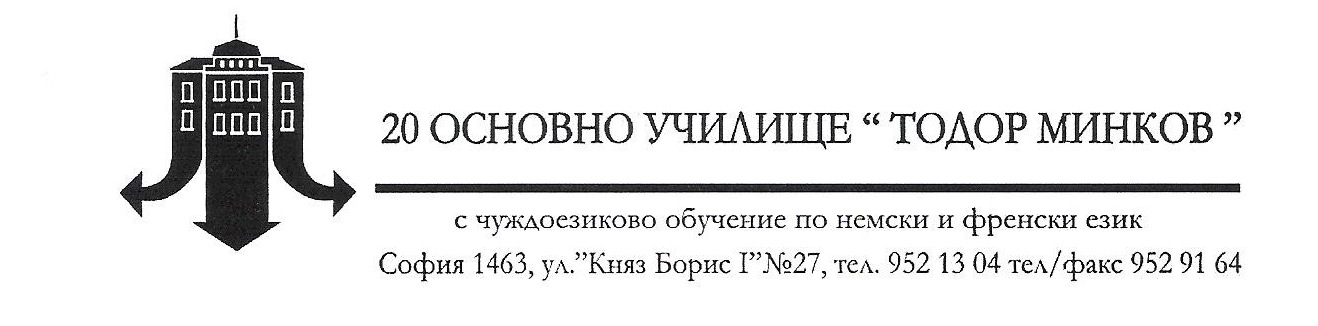 20 ОСНОВНО УЧИЛИЩЕ “ ТОДОР МИНКОВ ”
с чуждоезиково обучение по немски и френски език
София 1463, ул.”Княз Борис I”№27, тел. 952 13 04 тел/факс 952 91 64